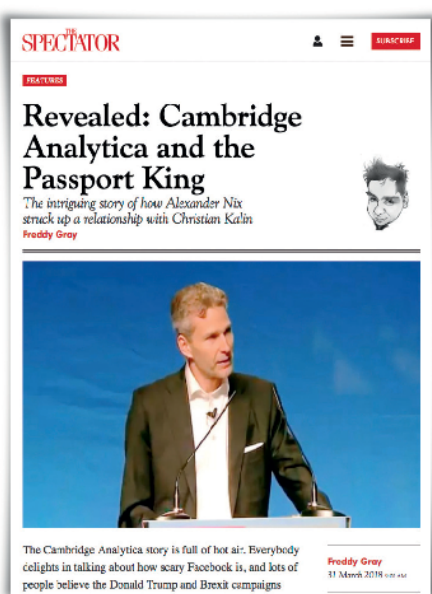 THE
SPECTATOR
SUBSCRIBE
FEATURES
Revealed: Cambridge
Analytica and the
Passport King
The intriguing story of how Alexander Nix
struck up a relationship with Christian Kalin
Freddy Gray
The Cambridge Analytica story is full of hot air. Everybody
delights in talking about how scary Facebook is, and lots of
people believe the Donald Trump and Brexit campaigns
Freddy Gray
31 March 2018